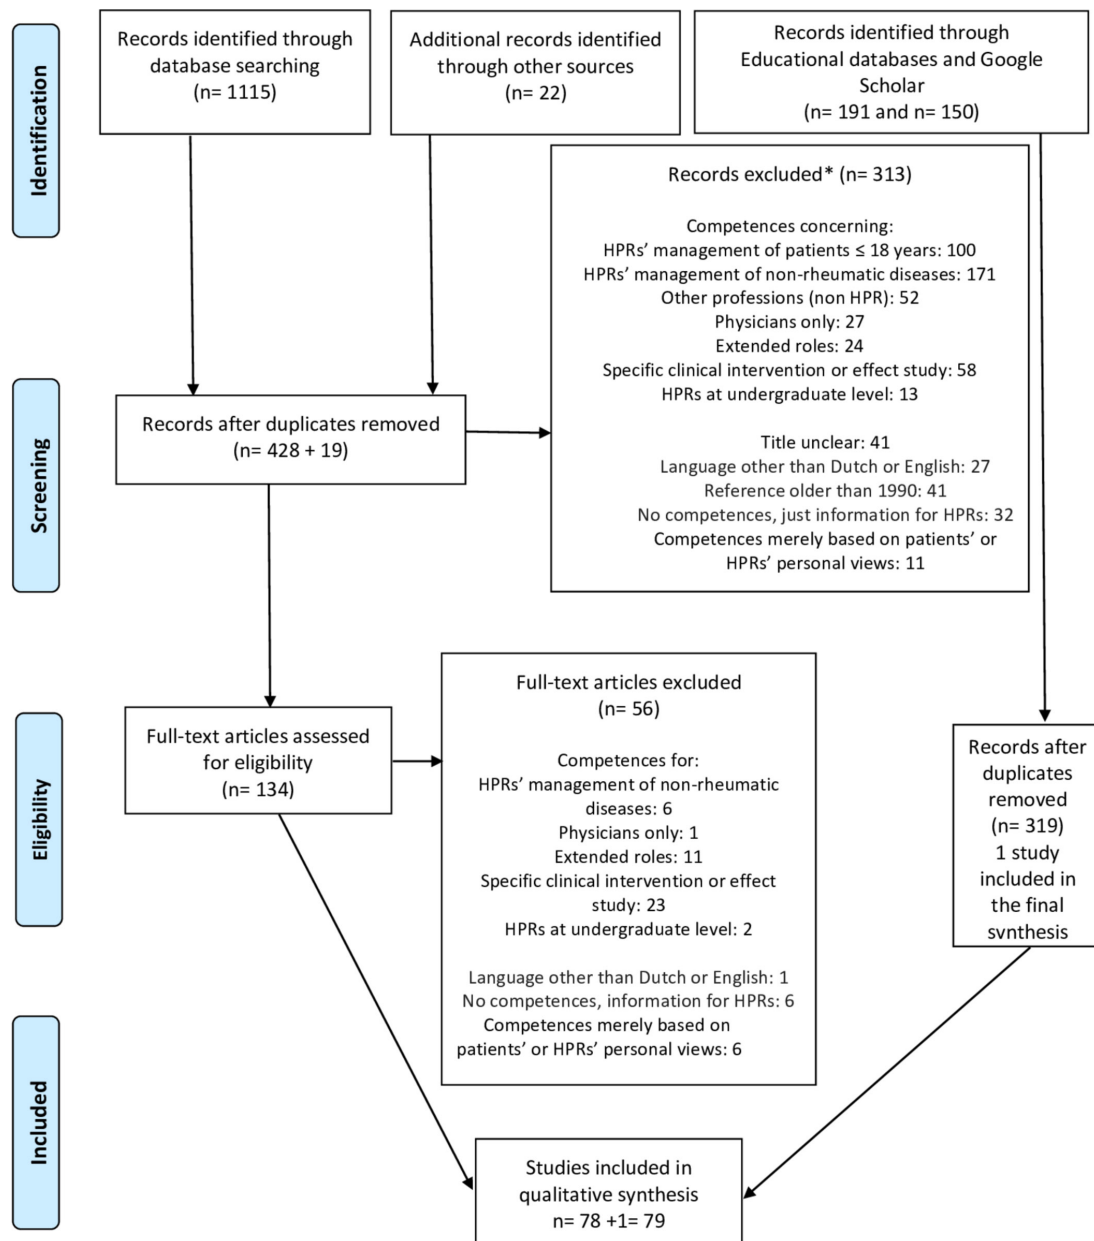 Identification
Records identified through
database searching
(n= 1115)
Additional records identified
through other sources
(n= 22)
Records identified through
Educational databases and Google
Scholar
(n= 191 and n= 150)
Records excluded* (n= 313)
Competences concerning:
HPRs’ management of patients ≤ 18 years: 100
HPRs’ management of non-rheumatic diseases: 171
Other professions (non HPR): 52
Physicians only: 27
Extended roles: 24
Specific clinical intervention or effect study: 58
HPRs at undergraduate level: 13
Title unclear: 41
Language other than Dutch or English: 27
Reference older than 1990: 41
No competences, just information for HPRs: 32
Competences merely based on patients’ or
HPRs’ personal views: 11
Screening
Records after duplicates removed
(n= 428 + 19)
Eligibility
Full-text articles assessed
for eligibility
(n= 134)
Full-text articles excluded
(n= 56)
Competences for:
HPRs’ management of non-rheumatic
diseases: 6
Physicians only: 1
Extended roles: 11
Specific clinical intervention or effect
study: 23
HPRs at undergraduate level: 2
Language other than Dutch or English: 1
No competences, information for HPRs: 6
Competences merely based on
patients’ or HPRs’ personal views: 6
Records after
duplicates
removed
(n= 319)
1 study
included in
the final
synthesis
Included
Studies included in
qualitative synthesis
n= 78 +1= 79